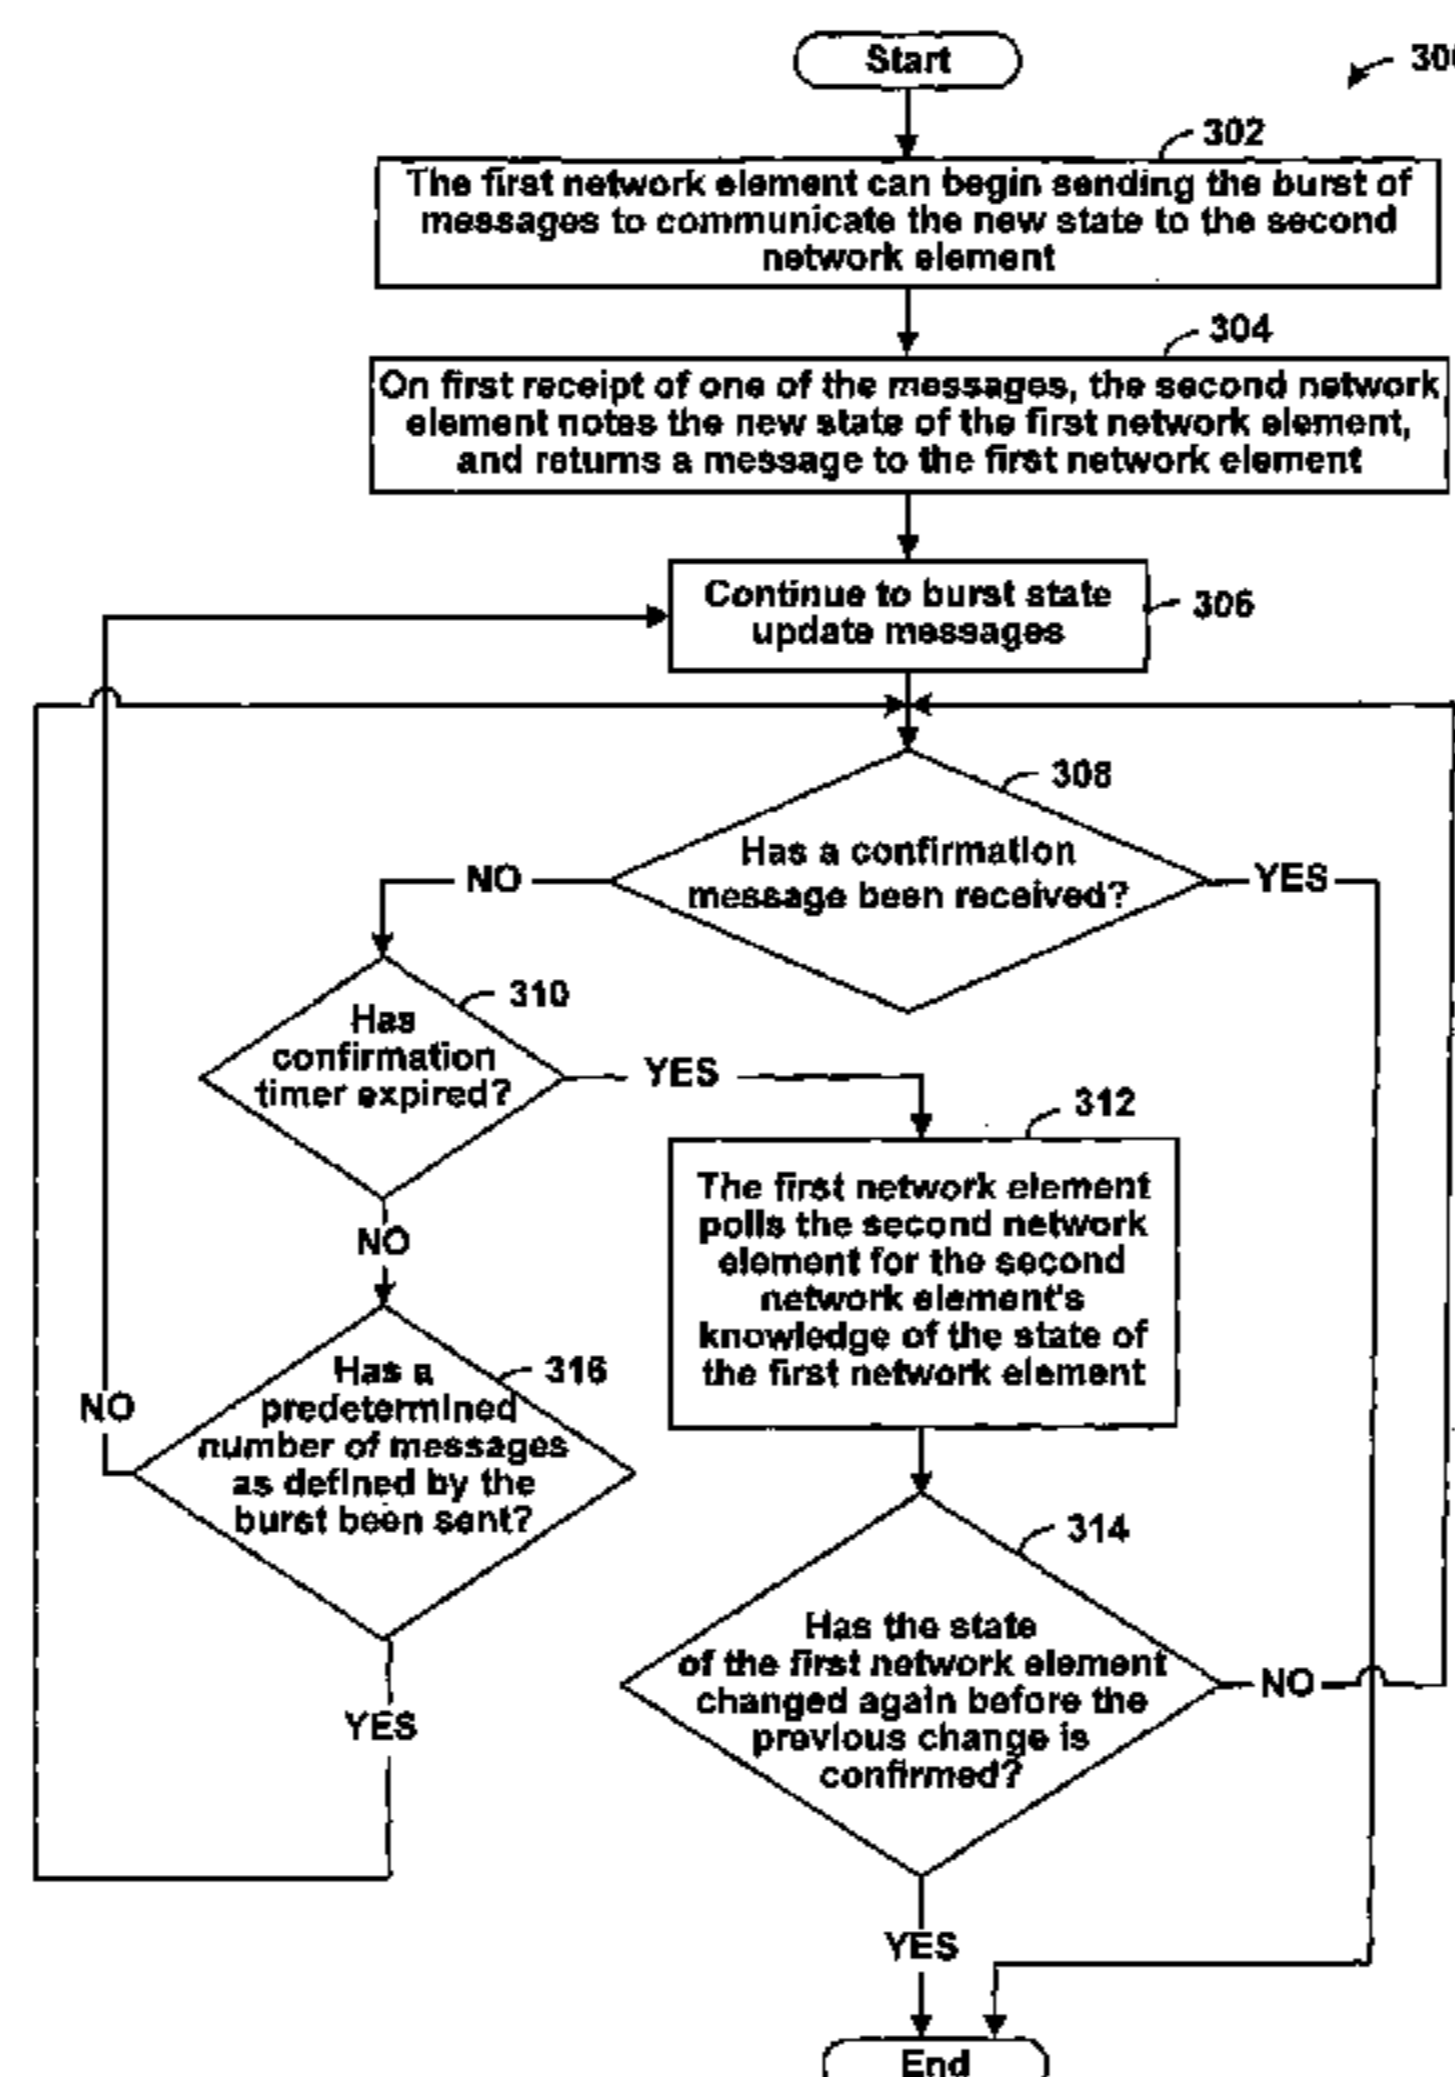 Start
300
302
The first network element can begin sending the burst of
messages to communicate the new state to the second
network element
304
On first receipt of one of the messages, the second network
element notes the new state of the first network element,
and returns a message to the first network element
Continue to burst state
update messages
306
308
Has a confirmation
message been received?
NO
YES
310
Has
confirmation
timer expired?
YES
312
The first network element
polls the second network
element for the second
network element's
knowledge of the state of
the first network element
NO
316
Has a
predetermined
number of messages
as defined by the
burst been sent?
NO
314
Has the state
of the first network element
changed again before the
previous change is
confirmed?
NO
YES
YES
End